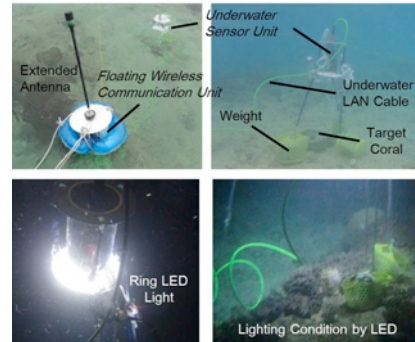 Extended
Antenna
Floating Wireless
Communication Unit
Underwater
Sensor Unit
Underwater
LAN Cable
Weight
Target
Coral
Ring LED
Light
Lighting Condition by LED